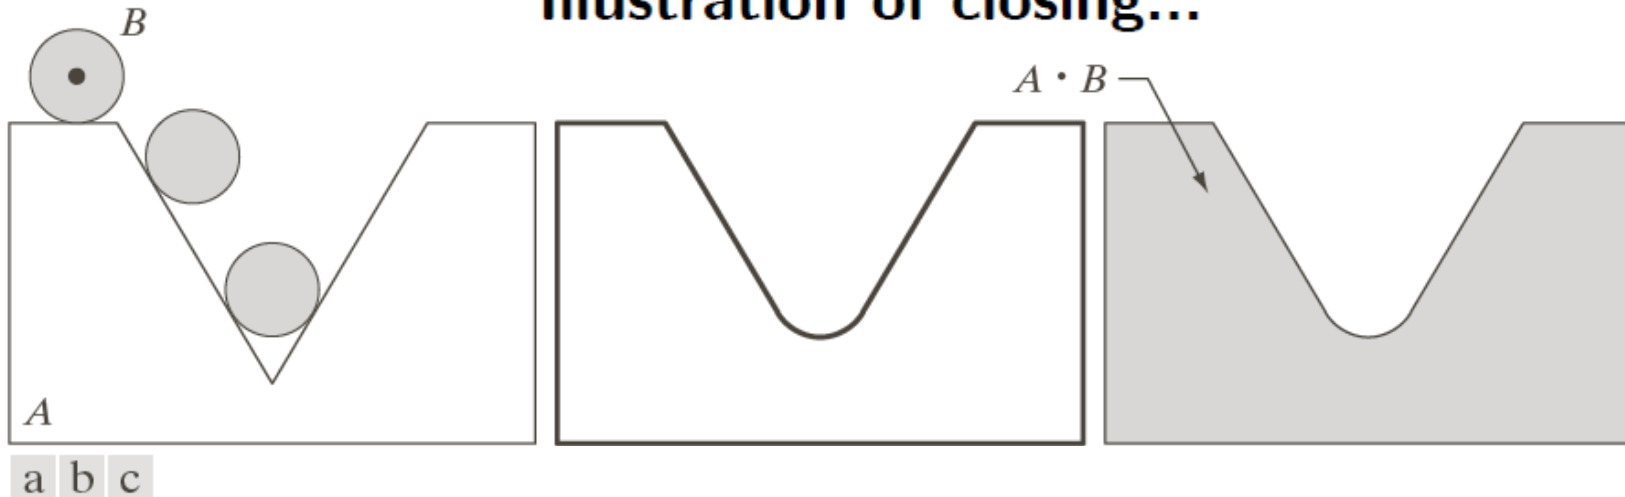 Illustration of closing...
B
A · B
A
a b c